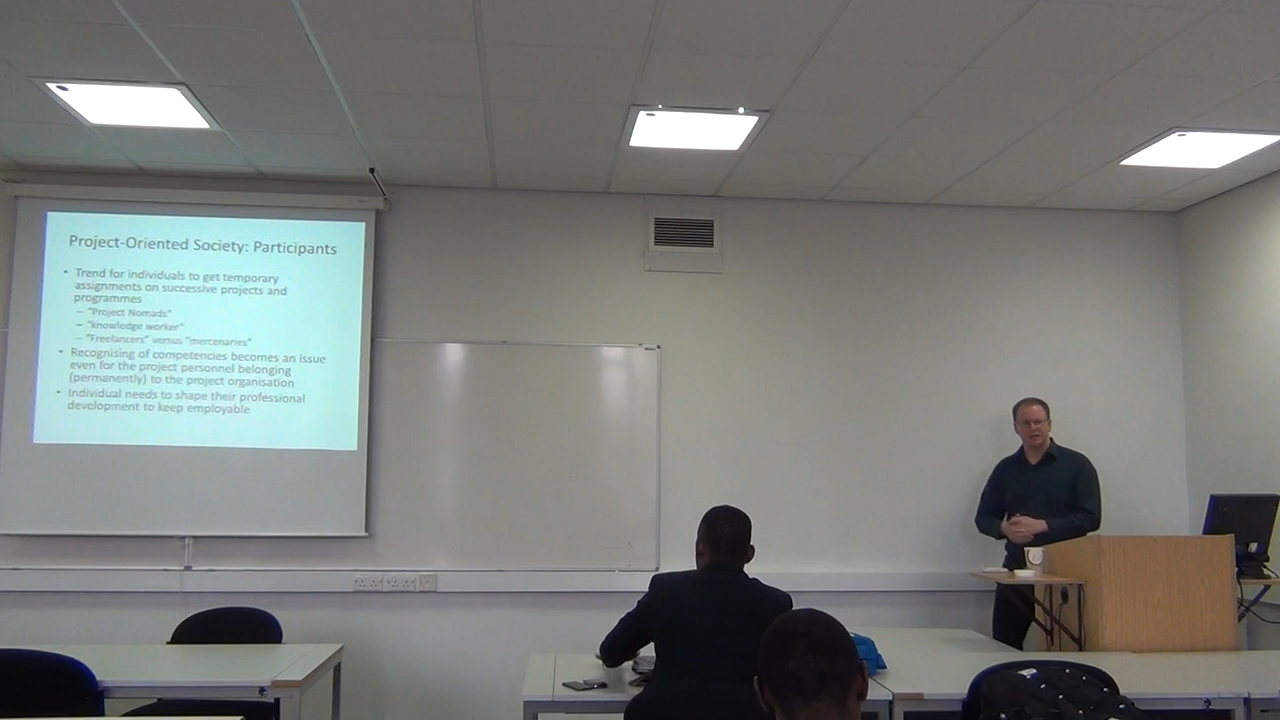 Project-Oriented Society: Participants
• Trend for individuals to get temporary
assignments on successive projects and
programmes
– "Project Nomads"
– "knowledge worker"
– "Freelancers" versus "mercenaries"
• Recognising of competencies becomes an issue
even for the project personnel belonging
(permanently) to the project organisation
• Individual needs to shape their professional
development to keep employable